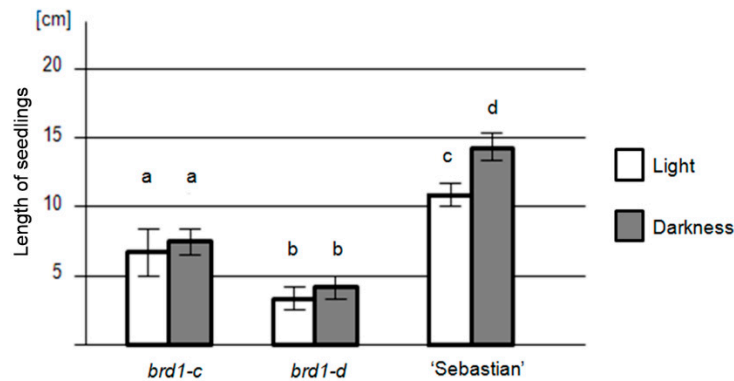 [cm]
20
15
10
5
Length of seedlings
a a
b b
c
d
brd1-c
brd1-d
‘Sebastian’
Light
Darkness